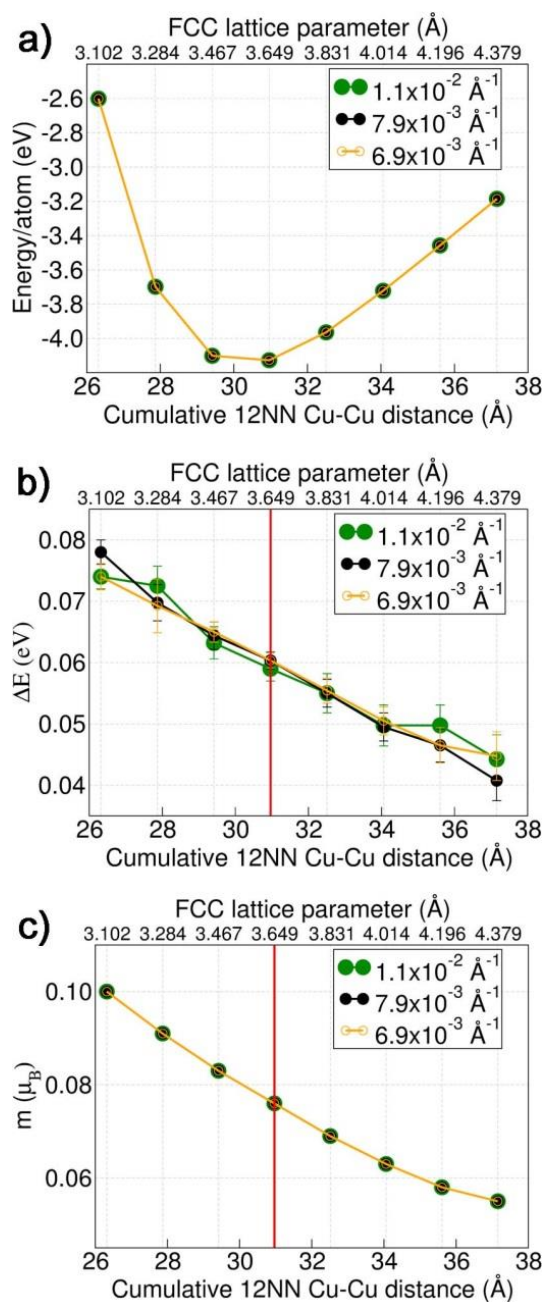 a)
FCC lattice parameter (Å)
3.102 3.284 3.467 3.649 3.831 4.014 4.196 4.379
1.1x10⁻² Å⁻¹
7.9x10⁻³ Å⁻¹
6.9x10⁻³ Å⁻¹
Energy/atom (eV)
-2.6
-2.8
-3.0
-3.2
-3.4
-3.6
-3.8
-4.0
26 28 30 32 34 36 38
Cumulative 12NN Cu-Cu distance (Å)
b)
FCC lattice parameter (Å)
3.102 3.284 3.467 3.649 3.831 4.014 4.196 4.379
1.1x10⁻² Å⁻¹
7.9x10⁻³ Å⁻¹
6.9x10⁻³ Å⁻¹
ΔE (eV)
0.08
0.07
0.06
0.05
0.04
26 28 30 32 34 36 38
Cumulative 12NN Cu-Cu distance (Å)
c)
FCC lattice parameter (Å)
3.102 3.284 3.467 3.649 3.831 4.014 4.196 4.379
1.1x10⁻² Å⁻¹
7.9x10⁻³ Å⁻¹
6.9x10⁻³ Å⁻¹
m (μ_B)
0.10
0.08
0.06
26 28 30 32 34 36 38
Cumulative 12NN Cu-Cu distance (Å)